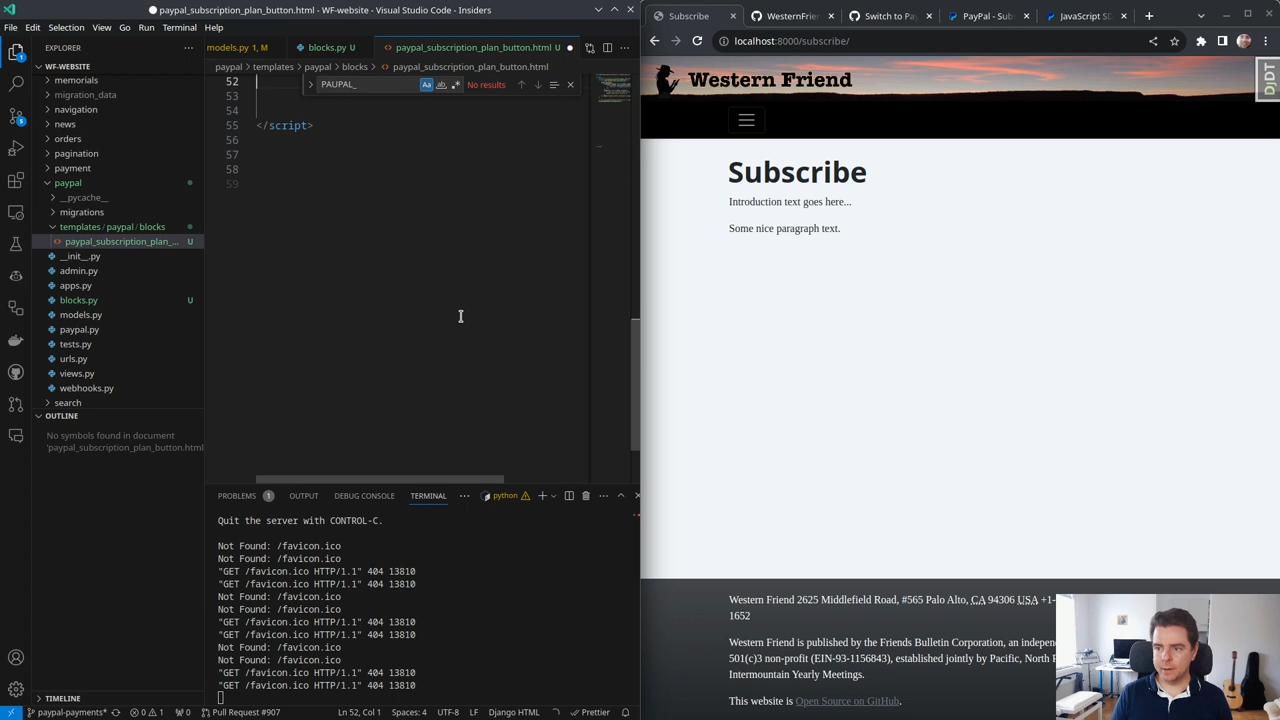 paypal_subscription_plan_button.html - WF-website - Visual Studio Code - Insiders
File Edit Selection View Go Run Terminal Help
EXPLORER
WF-WEBSITE
memorials
migration_data
navigation
news
orders
pagination
payment
paypal
__pycache__
migrations
templates / paypal / blocks
paypal_subscription_plan_...
U
__init__.py
admin.py
apps.py
blocks.py
U
models.py
paypal.py
tests.py
urls.py
views.py
webhooks.py
search
OUTLINE
No symbols found in document
'paypal_subscription_plan_button.html'
TIMELINE
models.py 1, M
blocks.py U
paypal_subscription_plan_button.html U
paypal > templates > paypal > blocks > paypal_subscription_plan_button.html
PAUPAL_
Aa
ab
No results
52
53
54
55 </script>
56
57
58
59
PROBLEMS 1 OUTPUT DEBUG CONSOLE TERMINAL ... python
Quit the server with CONTROL-C.
Not Found: /favicon.ico
Not Found: /favicon.ico
"GET /favicon.ico HTTP/1.1" 404 13810
"GET /favicon.ico HTTP/1.1" 404 13810
Not Found: /favicon.ico
Not Found: /favicon.ico
"GET /favicon.ico HTTP/1.1" 404 13810
"GET /favicon.ico HTTP/1.1" 404 13810
Not Found: /favicon.ico
Not Found: /favicon.ico
"GET /favicon.ico HTTP/1.1" 404 13810
"GET /favicon.ico HTTP/1.1" 404 13810
payal-payments* 0 1 0 Pull Request #907 Ln 52, Col 1 Spaces: 4 UTF-8 LF Django HTML Prettier
Subscribe
WesternFrien
Switch to Pay
PayPal - Subs
JavaScript SD
localhost:8000/subscribe/
Western Friend
DJDT
Subscribe
Introduction text goes here...
Some nice paragraph text.
Western Friend 2625 Middlefield Road, #565 Palo Alto, CA 94306 USA +1-
1652
Western Friend is published by the Friends Bulletin Corporation, an indepen
501(c)3 non-profit (EIN-93-1156843), established jointly by Pacific, North P
Intermountain Yearly Meetings.
This website is Open Source on GitHub.